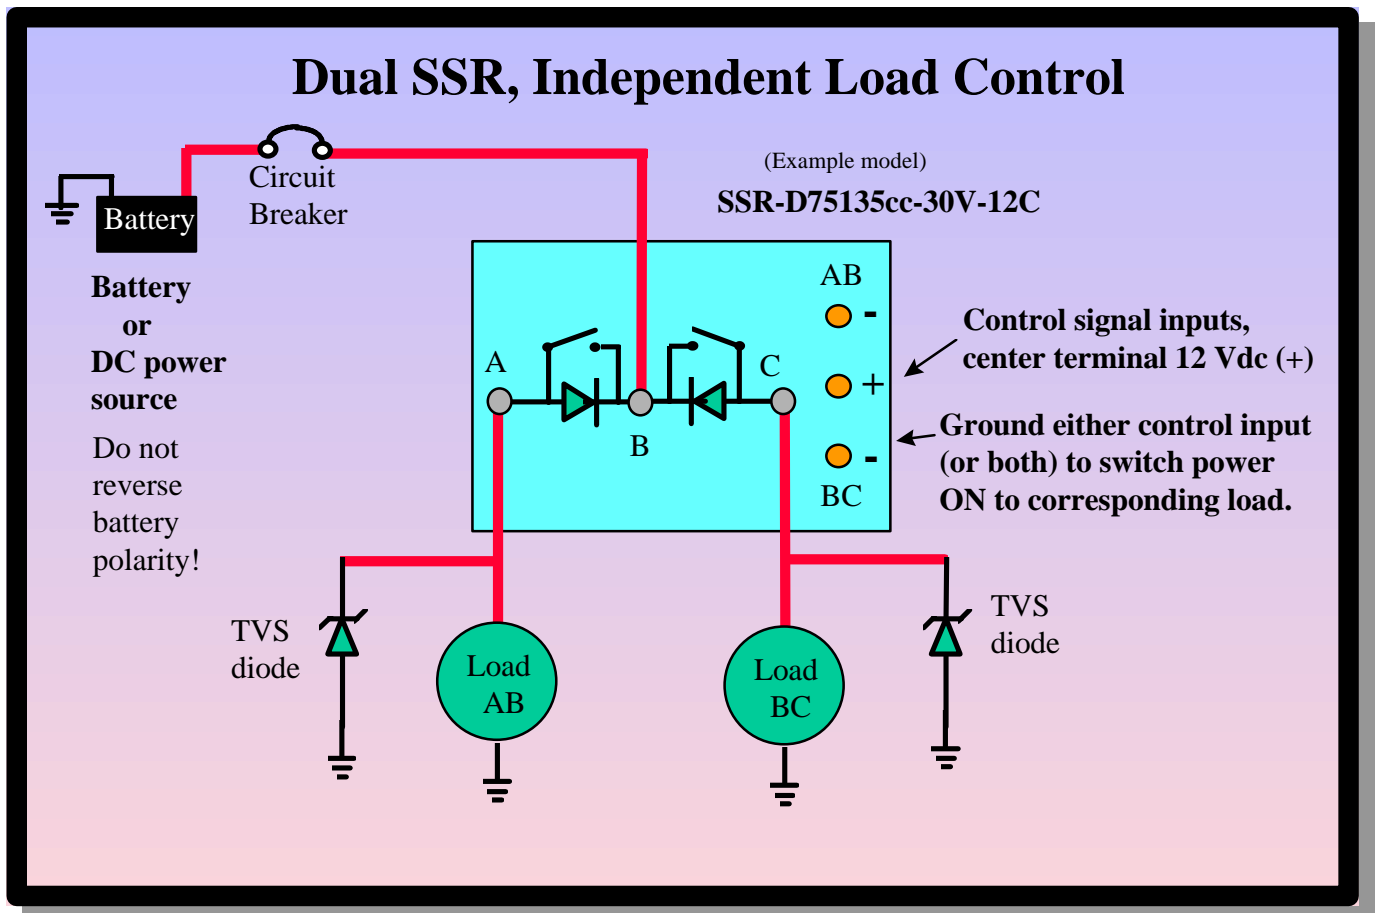 Dual SSR, Independent Load Control
Circuit
Breaker
Battery
(Example model)
SSR-D75135cc-30V-12C
Battery
or
DC power
source
Do not
reverse
battery
polarity!
A
B
C
AB
-
+
-
BC
Control signal inputs,
center terminal 12 Vdc (+)
Ground either control input
(or both) to switch power
ON to corresponding load.
TVS
diode
Load
AB
Load
BC
TVS
diode